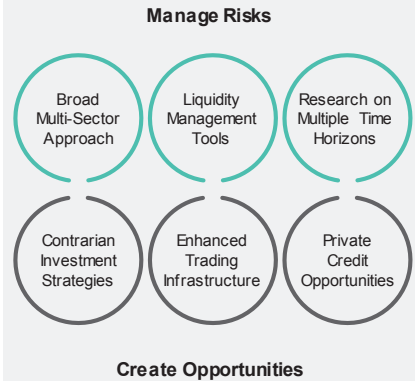 Manage Risks
Broad
Multi-Sector
Approach
Liquidity
Management
Tools
Research on
Multiple Time
Horizons
Contrarian
Investment
Strategies
Enhanced
Trading
Infrastructure
Private
Credit
Opportunities
Create Opportunities